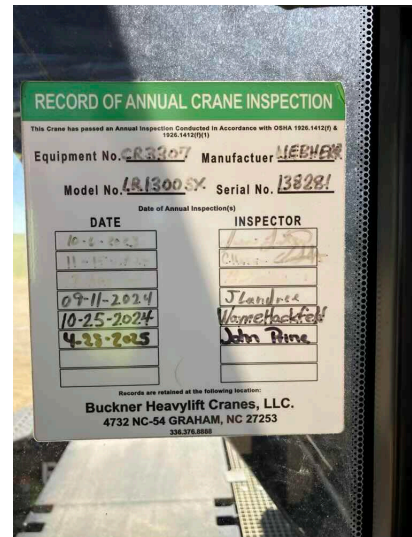 RECORD OF ANNUAL CRANE INSPECTION
This Crane has passed an Annual Inspection Conducted In Accordance with OSHA 1926.1412(f) &
1926.1412(f)(1)
Equipment No. CR3307 Manufactuer LIEBHERR
Model No. LR1300SX Serial No. 138281
Date of Annual Inspection(s)
DATE INSPECTOR
09-11-2024 J Landree
10-25-2024
4-28-2025 John Prine
Records are retained at the following location:
Buckner Heavylift Cranes, LLC.
4732 NC-54 GRAHAM, NC 27253
336.376.8888